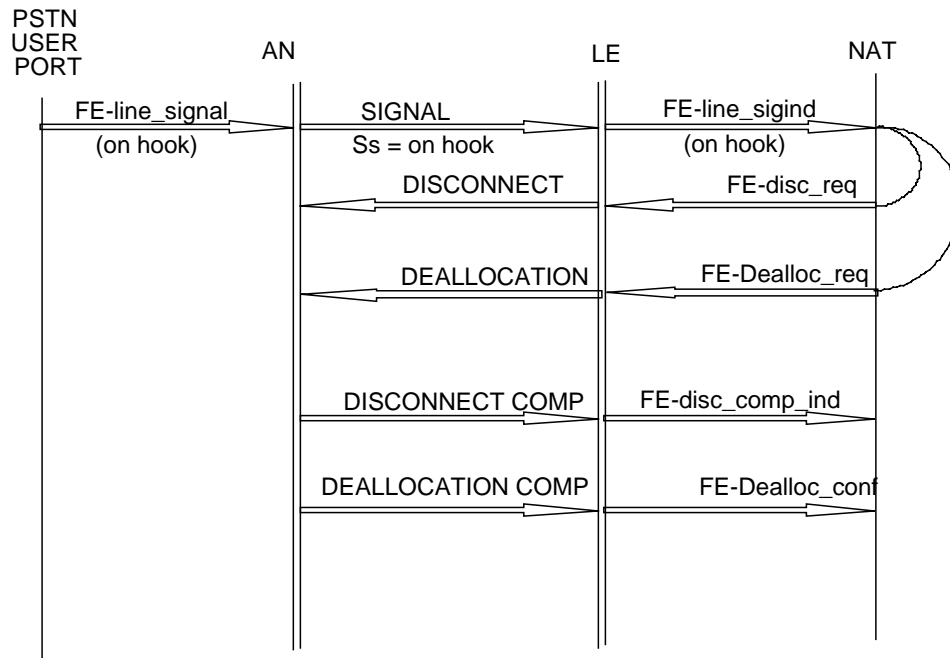 PSTN
USER
PORT
AN
LE
NAT
FE-line_signal
SIGNAL
FE-line_sigind
(on hook)
Ss = on hook
(on hook)
DISCONNECT
FE-disc_req
DEALLOCATION
FE-Dealloc_req
DISCONNECT COMP
FE-disc_comp_ind
DEALLOCATION COMP
FE-Dealloc_conf